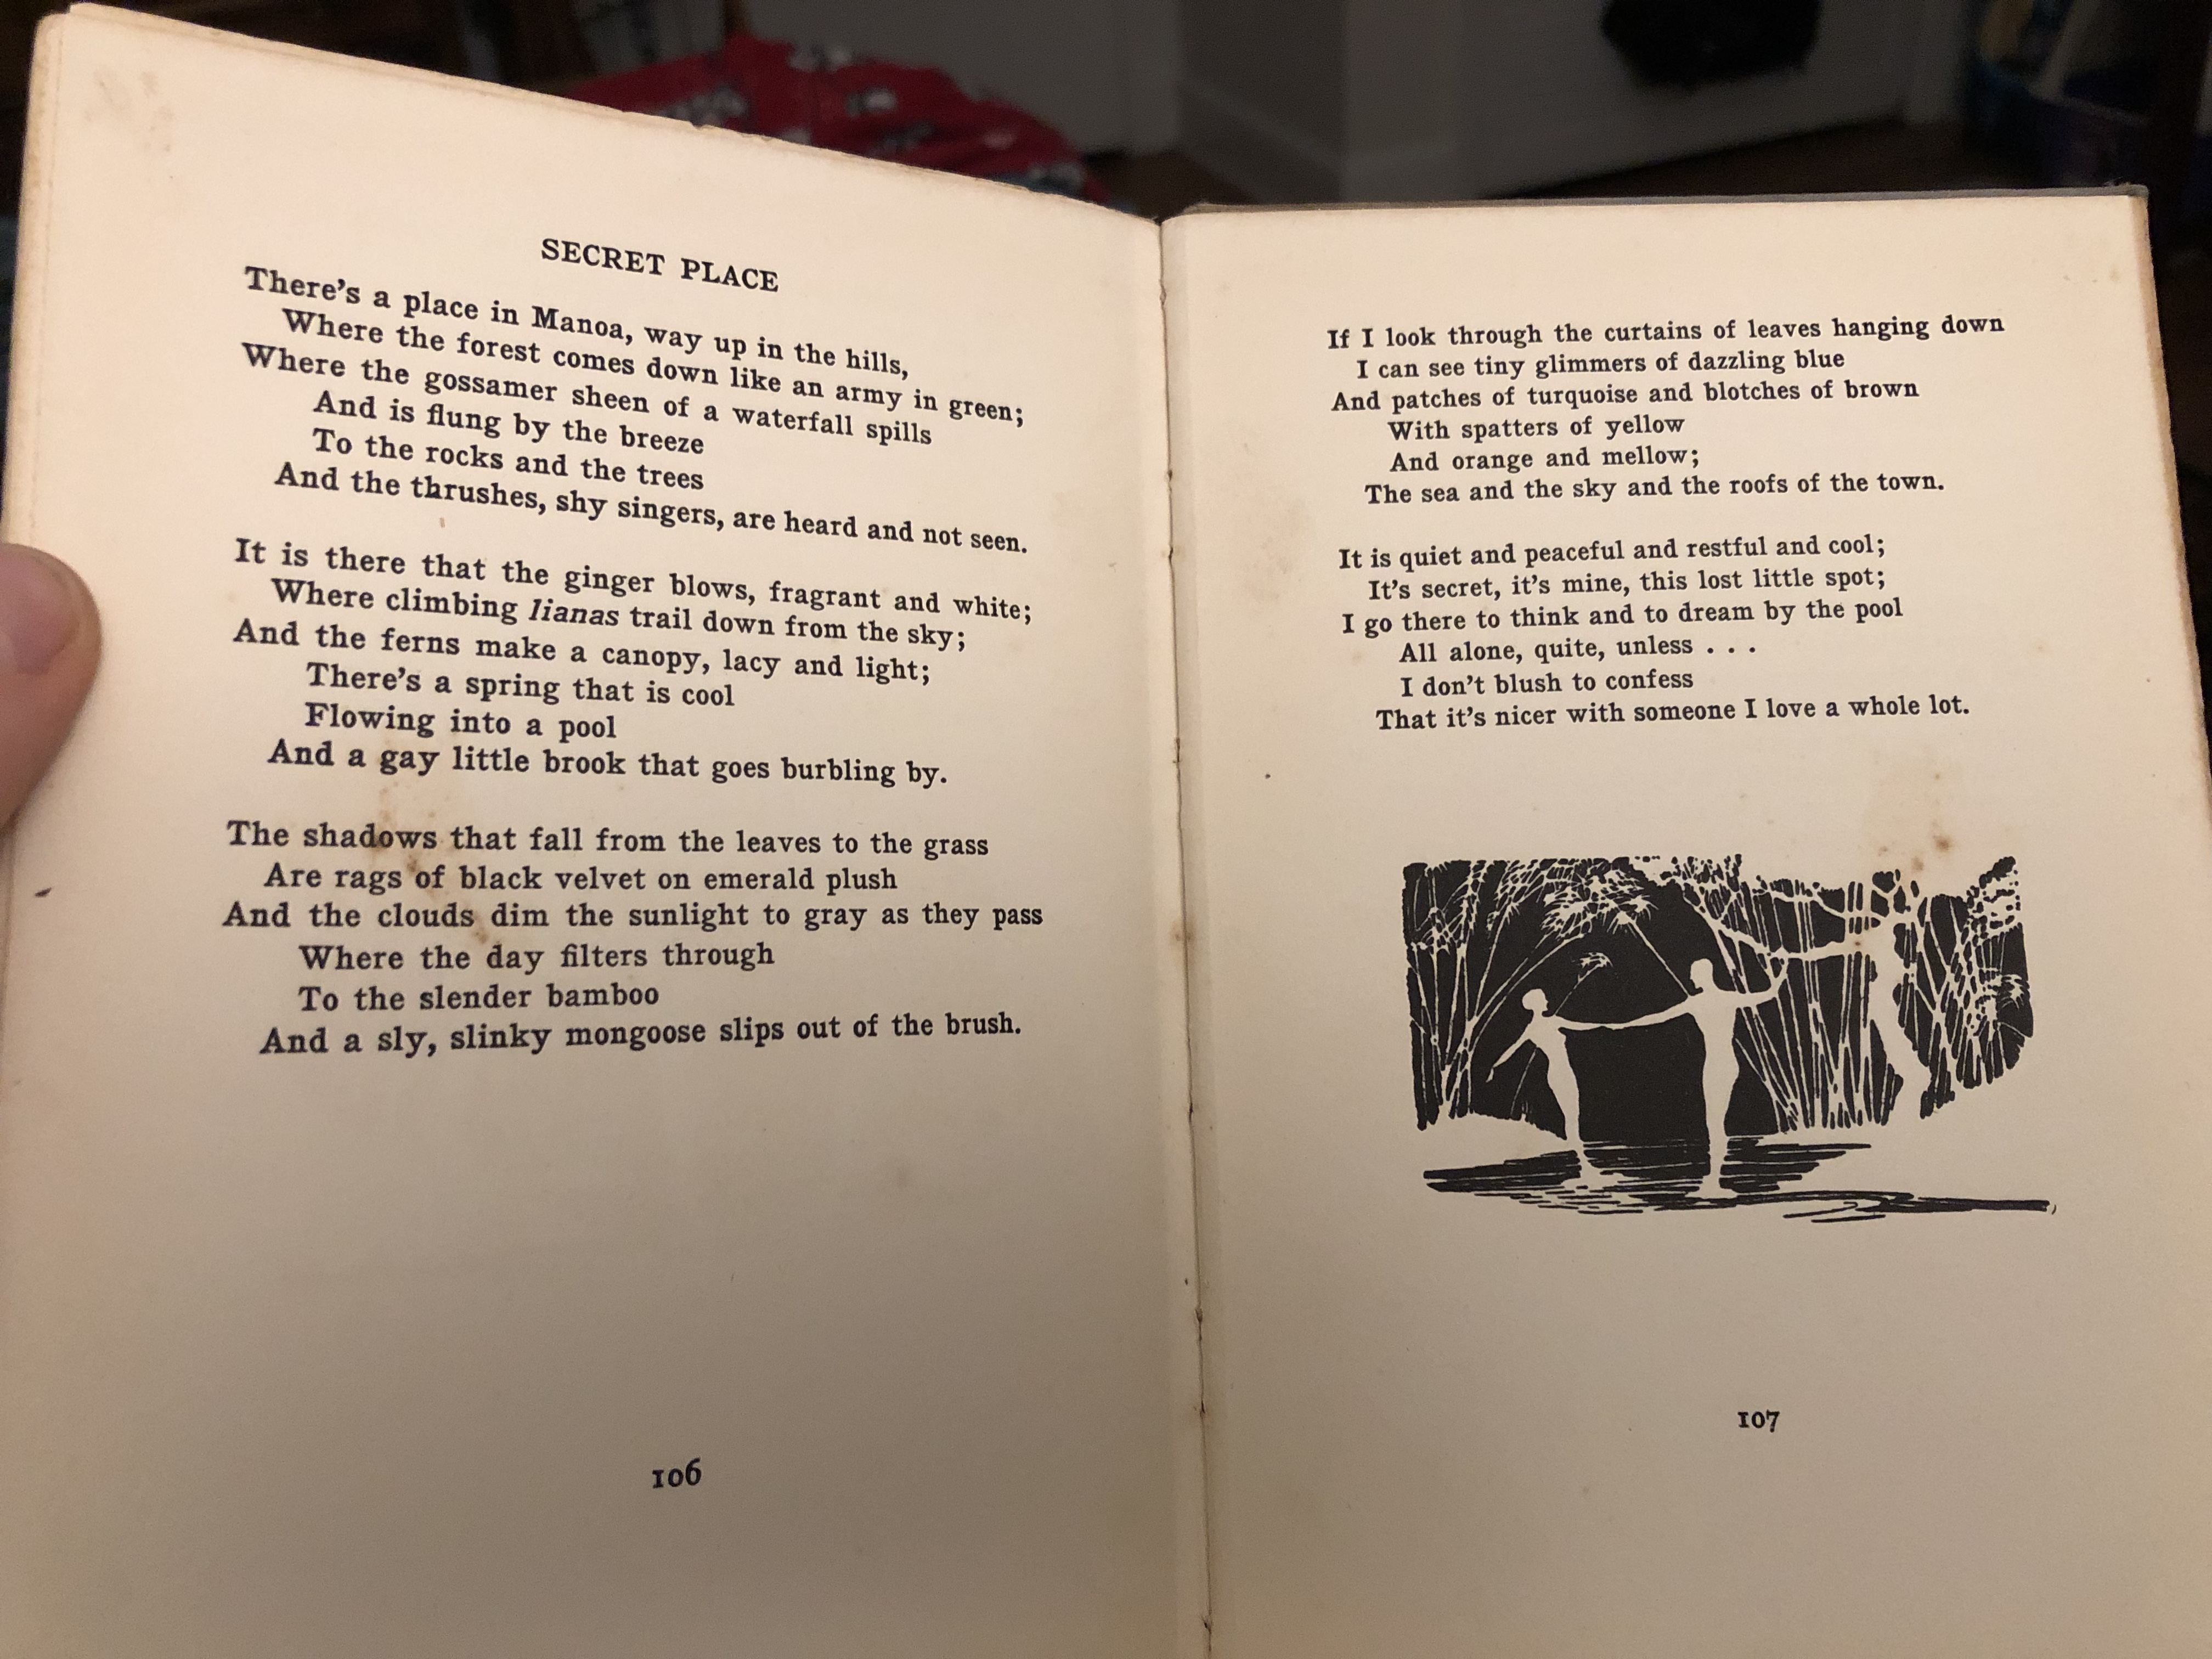 SECRET PLACE
There's a place in Manoa, way up in the hills,
Where the forest comes down like an army in green;
Where the gossamer sheen of a waterfall spills
And is flung by the breeze
To the rocks and the trees
And the thrushes, shy singers, are heard and not seen.
It is there that the ginger blows, fragrant and white;
Where climbing lianas trail down from the sky;
And the ferns make a canopy, lacy and light;
There's a spring that is cool
Flowing into a pool
And a gay little brook that goes burbling by.
The shadows that fall from the leaves to the grass
Are rags of black velvet on emerald plush
And the clouds dim the sunlight to gray as they pass
Where the day filters through
To the slender bamboo
And a sly, slinky mongoose slips out of the brush.
106
If I look through the curtains of leaves hanging down
I can see tiny glimmers of dazzling blue
And patches of turquoise and blotches of brown
With spatters of yellow
And orange and mellow;
The sea and the sky and the roofs of the town.
It is quiet and peaceful and restful and cool;
It's secret, it's mine, this lost little spot;
I go there to think and to dream by the pool
All alone, quite, unless . . .
I don't blush to confess
That it's nicer with someone I love a whole lot.
107